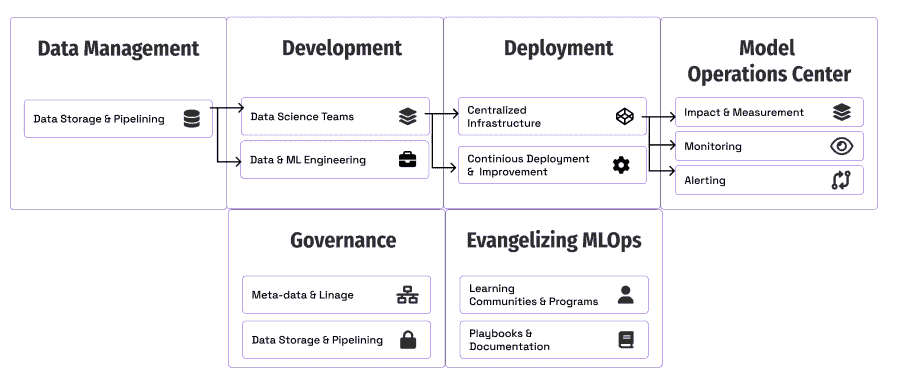 Data Management
Data Storage & Pipelining
Development
Data Science Teams
Data & ML Engineering
Deployment
Centralized
Infrastructure
Continious Deployment
& Improvement
Model
Operations Center
Impact & Measurement
Monitoring
Alerting
Governance
Meta-data & Linage
Data Storage & Pipelining
Evangelizing MLOps
Learning
Communities & Programs
Playbooks &
Documentation